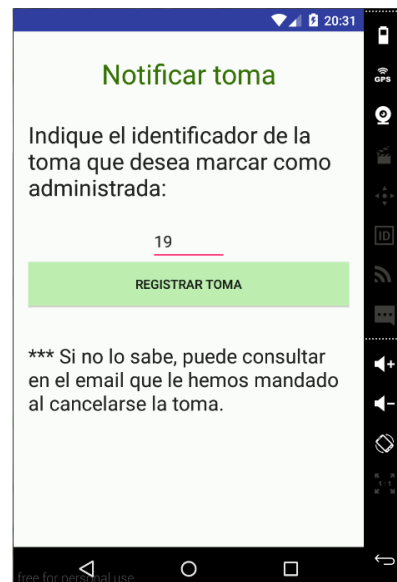 20:31
Notificar toma
GPS
Indique el identificador de la
toma que desea marcar como
administrada:
ID
19
REGISTRAR TOMA
*** Si no lo sabe, puede consultar
en el email que le hemos mandado
al cancelarse la toma.
1:1
free for personal use